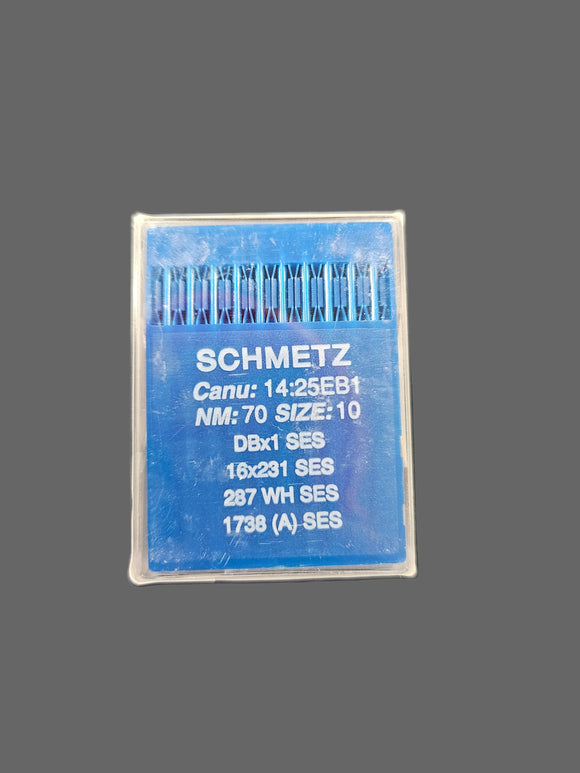 SCHMETZ
Canu: 14:25EB1
NM: 70 SIZE: 10
DBx1 SES
16x231 SES
287 WH SES
1738 (A) SES